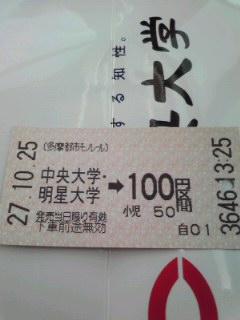 する知性。
大学
27.10.25
(多摩都市モノレール)
中央大学・
明星大学
➡100円区間
小児 50
発売当日限り有効
下車前途無効
自01
3646 13:25